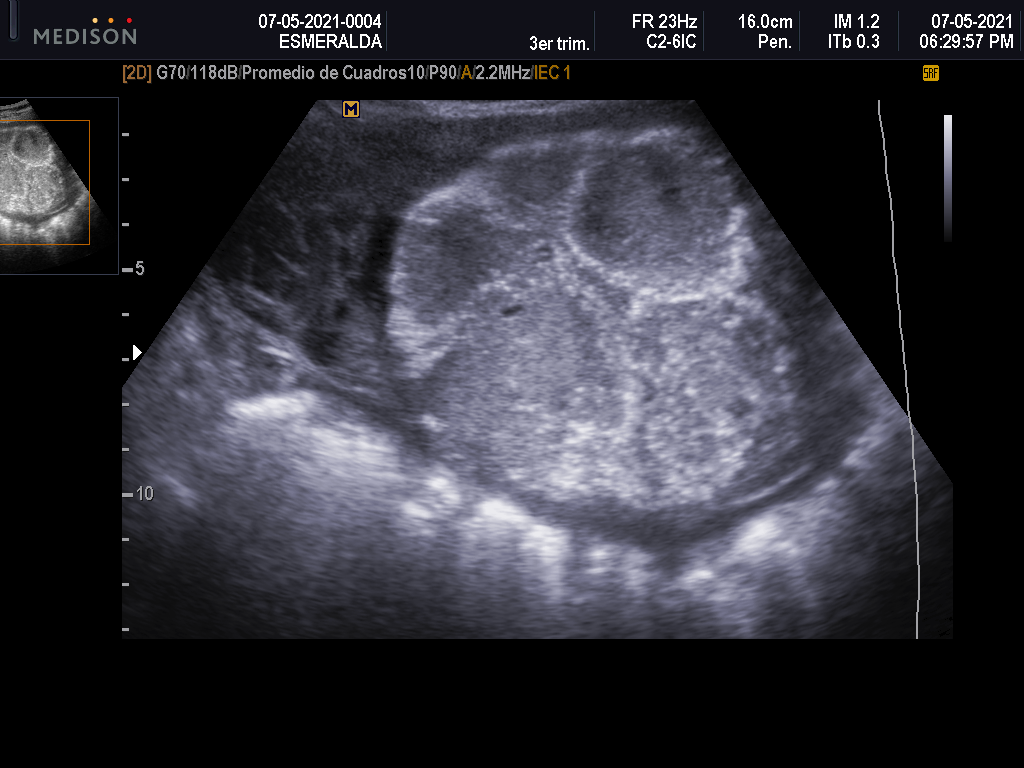 MEDISON
07-05-2021-0004
ESMERALDA
3er trim.
FR 23Hz
C2-6IC
16.0cm
Pen.
IM 1.2
ITb 0.3
07-05-2021
06:29:57 PM
[2D] G70/118dB/Promedio de Cuadros10/P90/A/2.2MHz/IEC 1
SRF
M
5
10